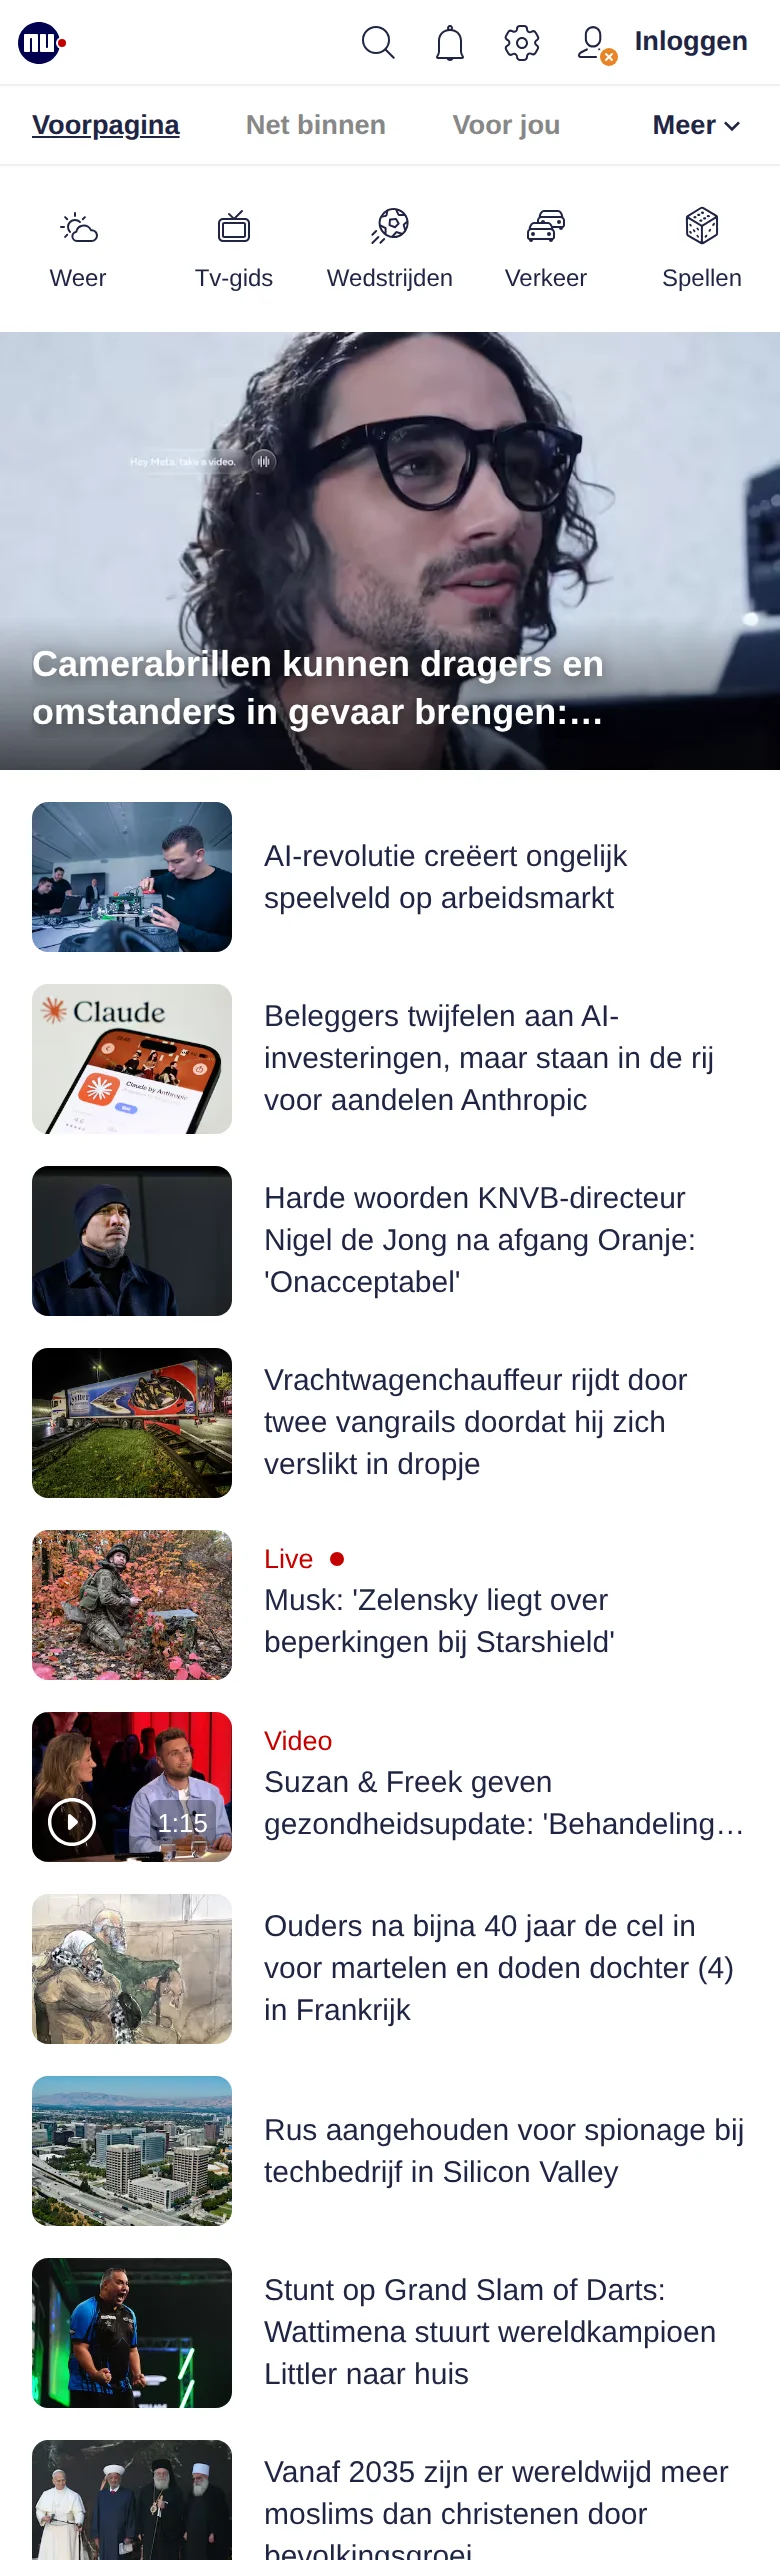 nu
Inloggen
Voorpagina
Net binnen
Voor jou
Meer
Weer
Tv-gids
Wedstrijden
Verkeer
Spellen
Hey Meta, take a video.
Camerabrillen kunnen dragers en
omstanders in gevaar brengen:…
AI-revolutie creëert ongelijk
speelveld op arbeidsmarkt
Claude
Claude by Anthropic
Beleggers twijfelen aan AI-
investeringen, maar staan in de rij
voor aandelen Anthropic
Harde woorden KNVB-directeur
Nigel de Jong na afgang Oranje:
'Onacceptabel'
Vrachtwagenchauffeur rijdt door
twee vangrails doordat hij zich
verslikt in dropje
Live
Musk: 'Zelensky liegt over
beperkingen bij Starshield'
1:15
Video
Suzan & Freek geven
gezondheidsupdate: 'Behandeling…
Ouders na bijna 40 jaar de cel in
voor martelen en doden dochter (4)
in Frankrijk
Rus aangehouden voor spionage bij
techbedrijf in Silicon Valley
Stunt op Grand Slam of Darts:
Wattimena stuurt wereldkampioen
Littler naar huis
Vanaf 2035 zijn er wereldwijd meer
moslims dan christenen door
bevolkingsgroei